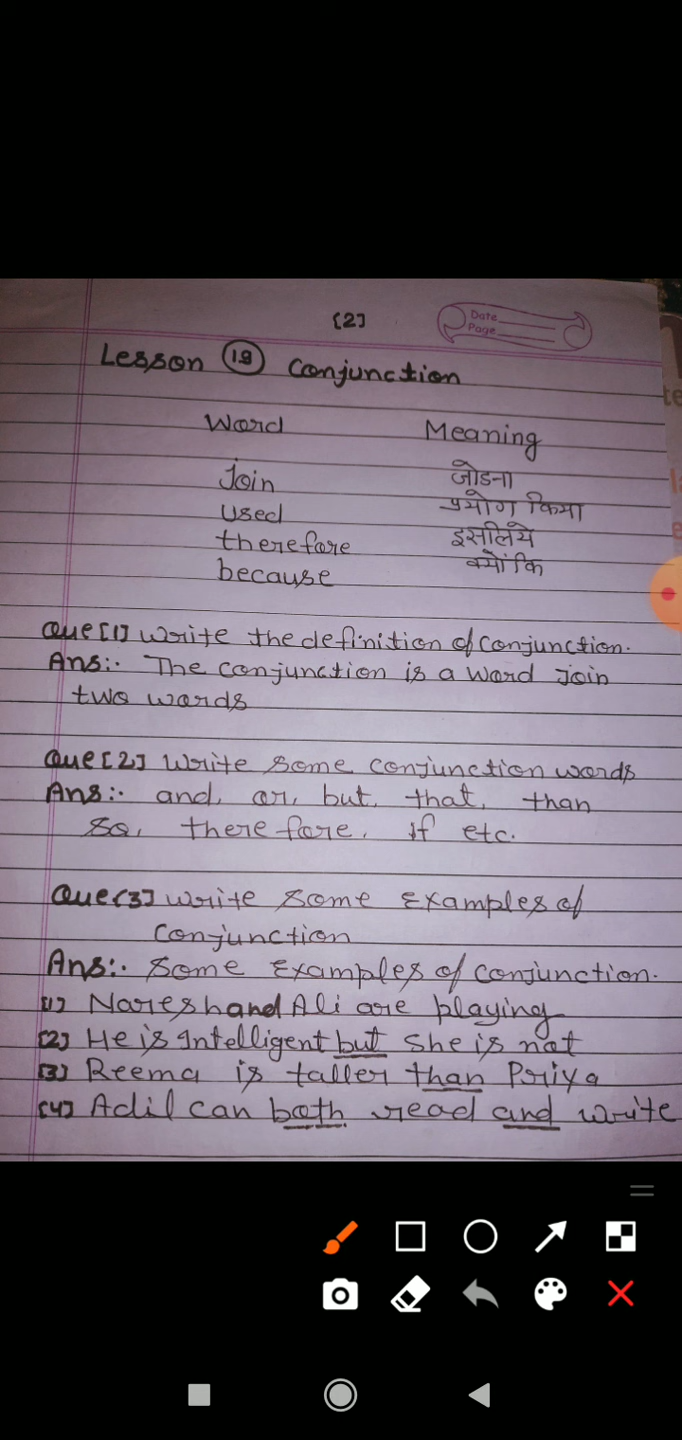 [2]
Date
Page
Lesson 19 Conjunction
Word Meaning
Join जोडना
used प्रयोग किया
therefore इसलिये
because क्योंकि
Que[1] Write the definition of conjunction.
Ans:. The conjunction is a word join
two words
Que[2] Write some conjunction words
Ans:. and, or, but, that, than
so, therefore, if etc.
Que[3] Write some Examples of
conjunction
Ans:. some Examples of conjunction.
[1] Naresh and Ali are playing
[2] He is Intelligent but she is not
[3] Reema is taller than Priya
[4] Adil can both read and write